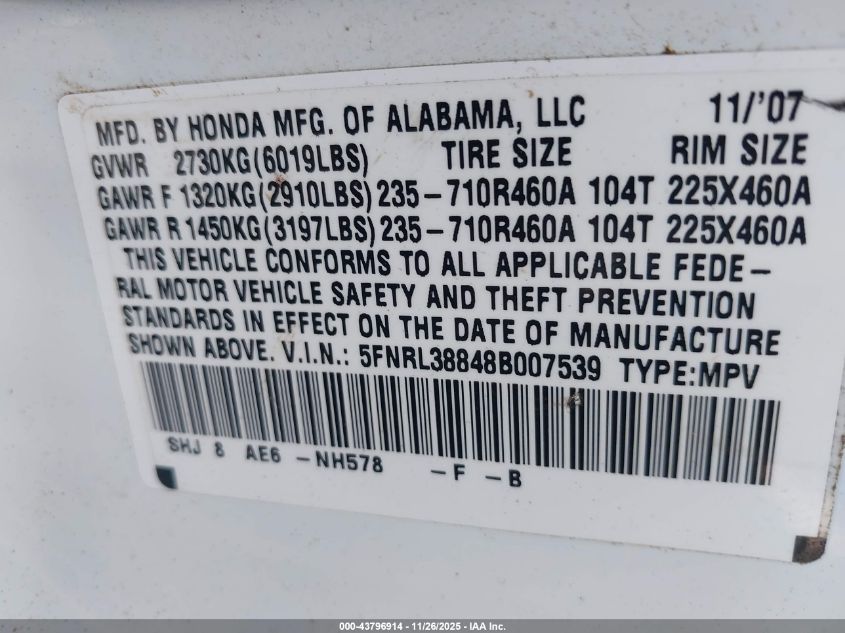 MFD. BY HONDA MFG. OF ALABAMA, LLC 11/'07
GVWR 2730KG(6019LBS) TIRE SIZE RIM SIZE
GAWR F 1320KG(2910LBS) 235-710R460A 104T 225X460A
GAWR R 1450KG(3197LBS) 235-710R460A 104T 225X460A
THIS VEHICLE CONFORMS TO ALL APPLICABLE FEDE-
RAL MOTOR VEHICLE SAFETY AND THEFT PREVENTION
STANDARDS IN EFFECT ON THE DATE OF MANUFACTURE
SHOWN ABOVE. V.I.N.: 5FNRL38848B007539 TYPE:MPV
SHJ 8 AE6 -NH578 -F -B
000-43796914 - 11/26/2025 - IAA Inc.